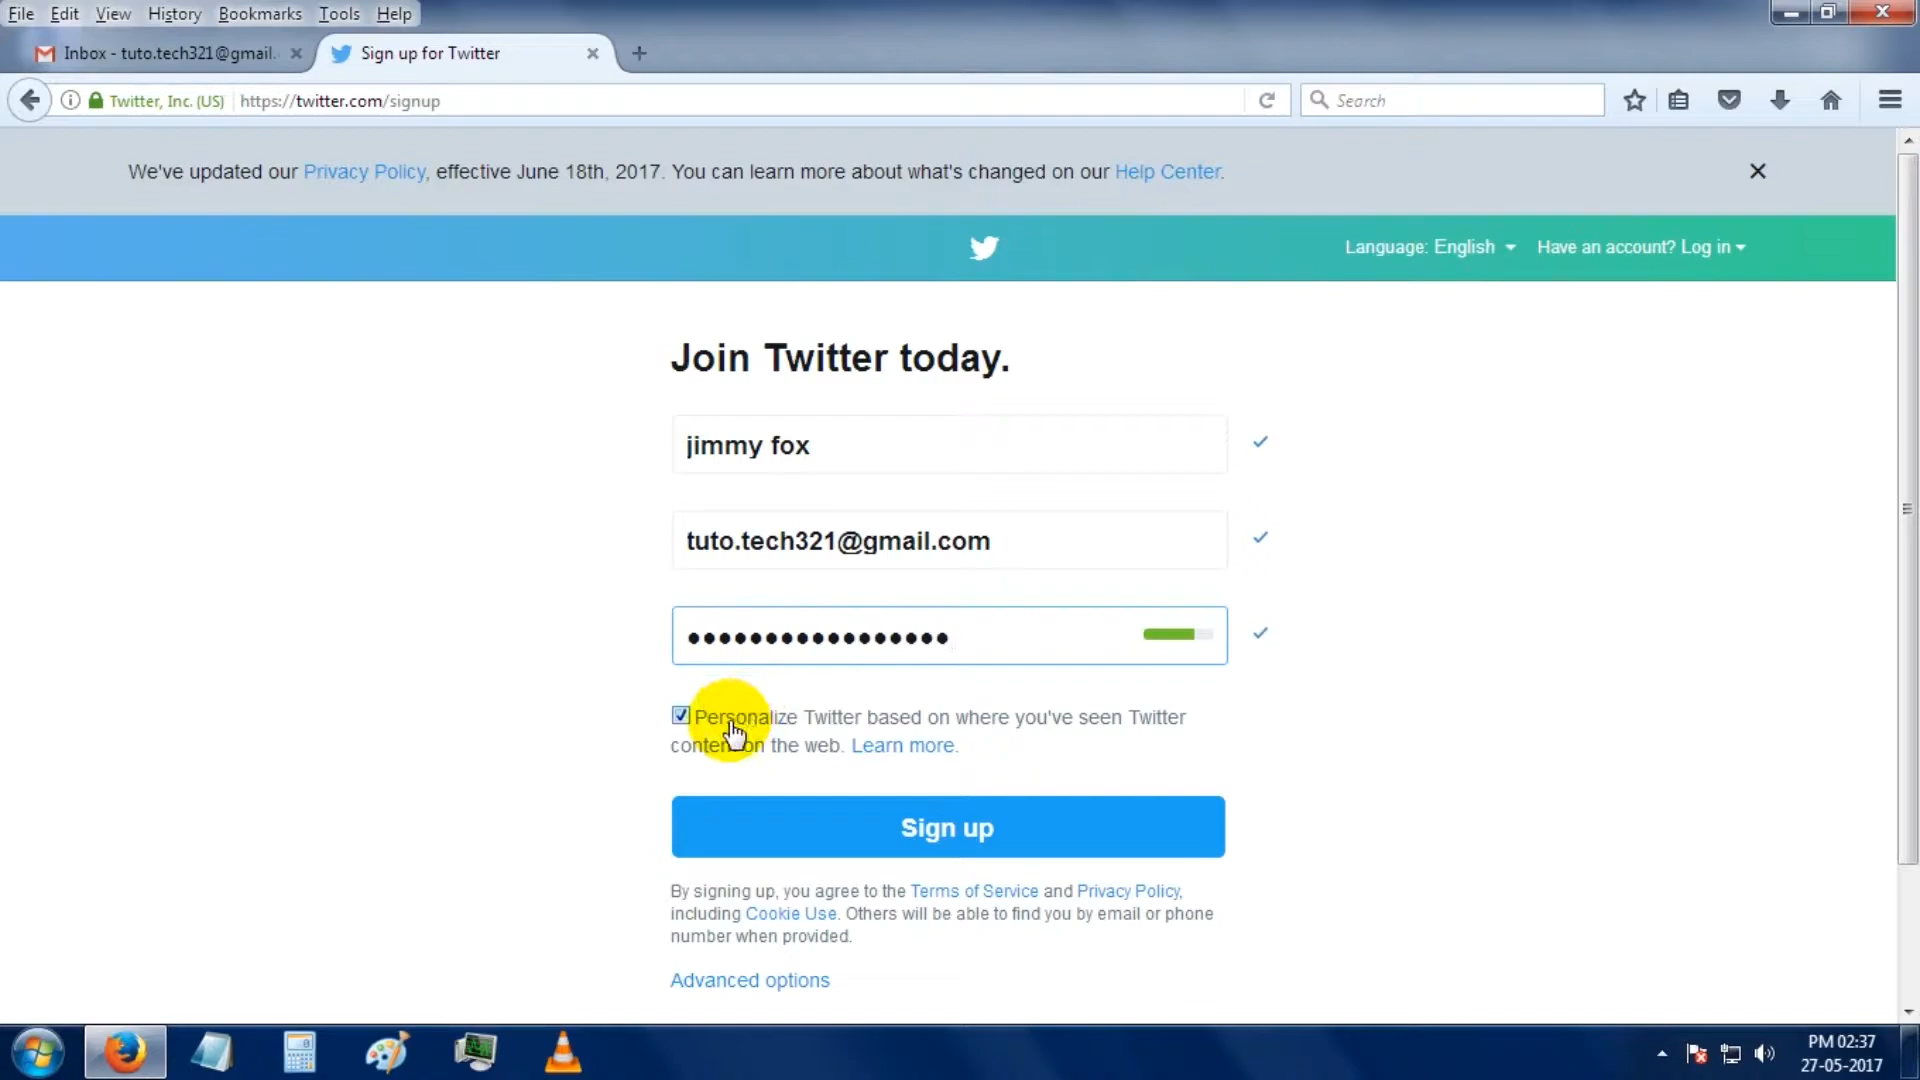 File Edit View History Bookmarks Tools Help
Inbox - tuto.tech321@gmail.
Sign up for Twitter
Twitter, Inc. (US) https://twitter.com/signup
Search
We've updated our Privacy Policy, effective June 18th, 2017. You can learn more about what's changed on our Help Center.
Language: English Have an account? Log in
Join Twitter today.
jimmy fox
tuto.tech321@gmail.com
Personalize Twitter based on where you've seen Twitter
content on the web. Learn more.
Sign up
By signing up, you agree to the Terms of Service and Privacy Policy,
including Cookie Use. Others will be able to find you by email or phone
number when provided.
Advanced options
PM 02:37
27-05-2017